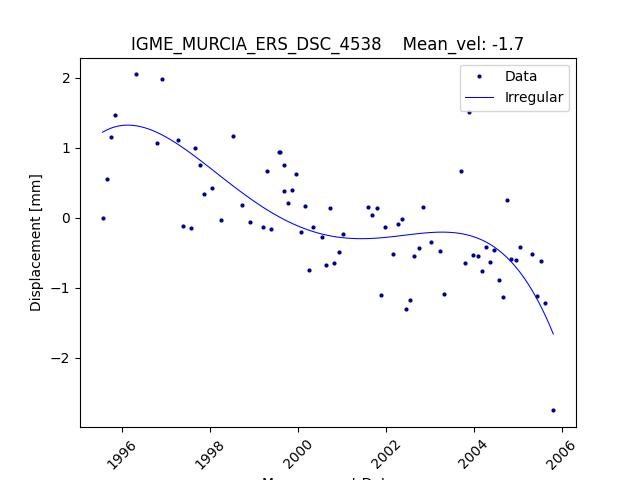 IGME_MURCIA_ERS_DSC_4538    Mean_vel: -1.7
Data
Irregular
Displacement [mm]
2
1
0
−1
−2
1996
1998
2000
2002
2004
2006